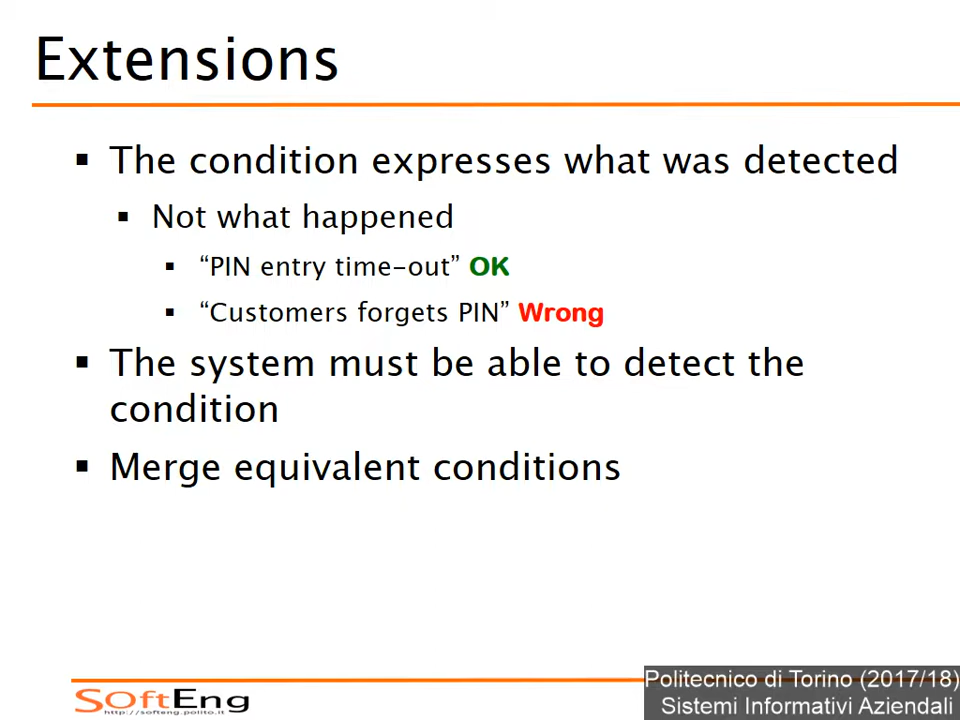 Extensions
▪ The condition expresses what was detected
▪ Not what happened
▪ “PIN entry time-out” OK
▪ “Customers forgets PIN” Wrong
▪ The system must be able to detect the
condition
▪ Merge equivalent conditions
SOftEng
http://softeng.polito.it
Politecnico di Torino (2017/18)
Sistemi Informativi Aziendali